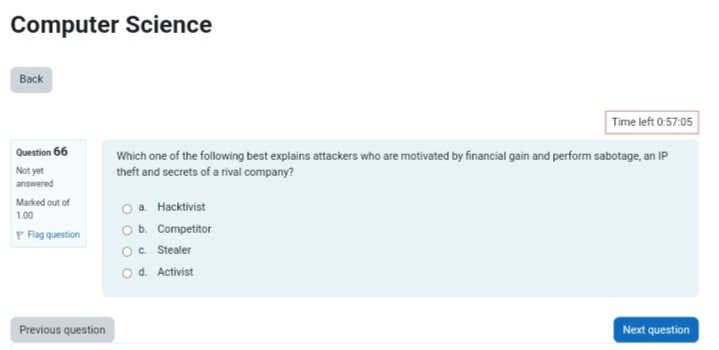 Computer Science
Back
Time left 0:57:05
Question 66
Not yet
answered
Marked out of
1.00
Flag question
Which one of the following best explains attackers who are motivated by financial gain and perform sabotage, an IP
theft and secrets of a rival company?
a. Hacktivist
b. Competitor
c. Stealer
d. Activist
Previous question
Next question